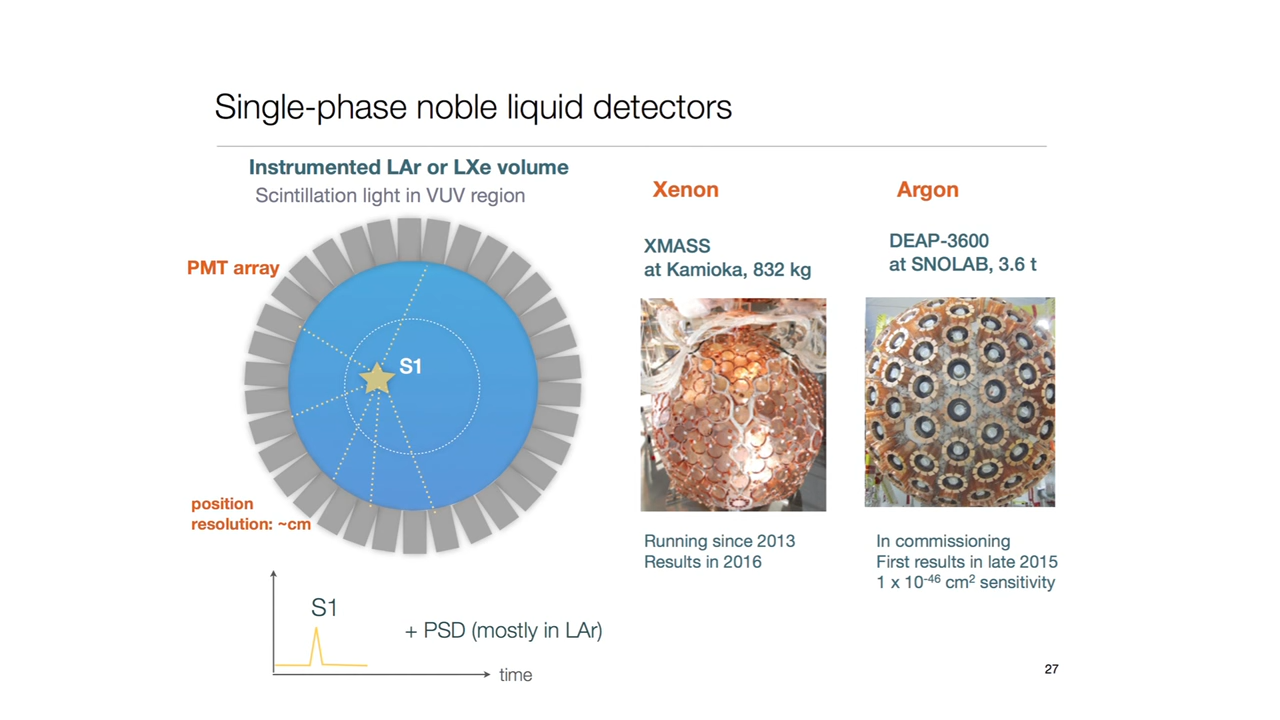 Single-phase noble liquid detectors
Instrumented LAr or LXe volume
Scintillation light in VUV region
PMT array
S1
position
resolution: ~cm
S1
+ PSD (mostly in LAr)
time
Xenon
XMASS
at Kamioka, 832 kg
Running since 2013
Results in 2016
Argon
DEAP-3600
at SNOLAB, 3.6 t
In commissioning
First results in late 2015
1 x 10⁻⁴⁶ cm² sensitivity
27